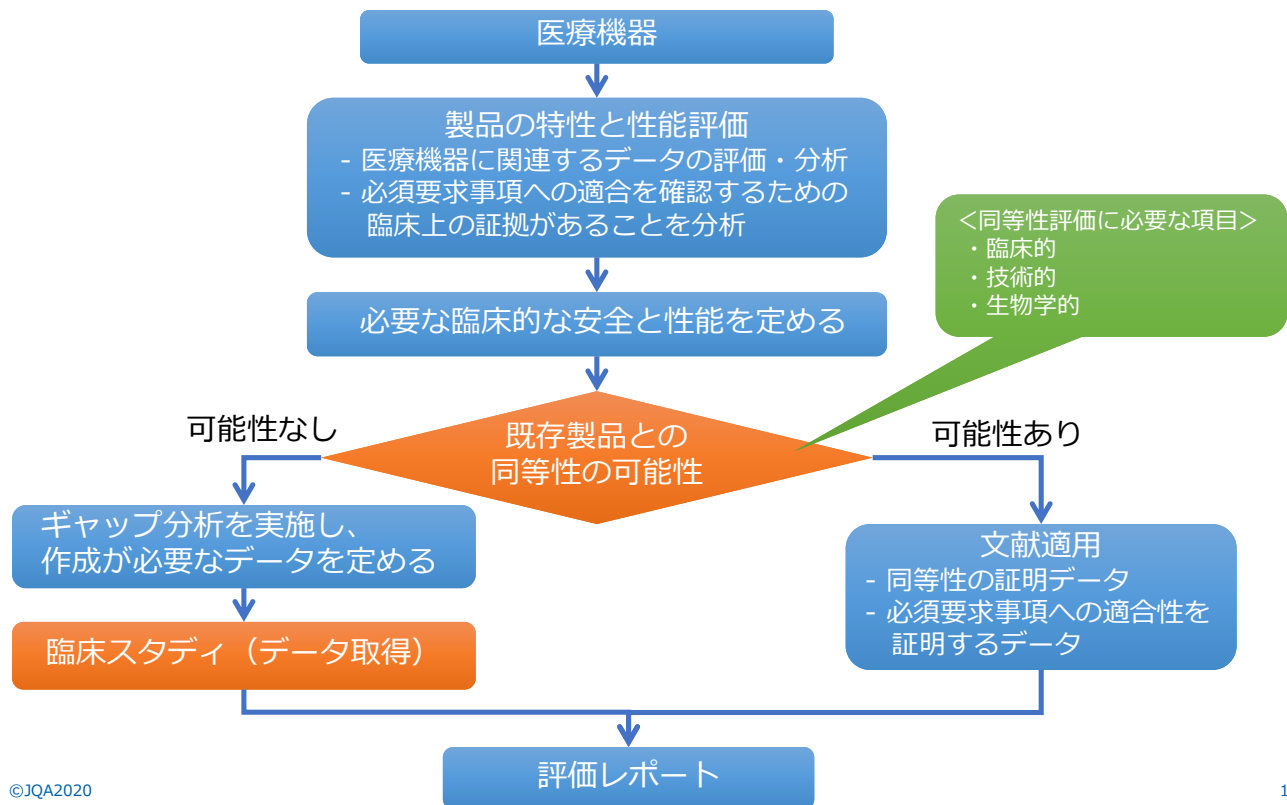 医療機器
製品の特性と性能評価
- 医療機器に関連するデータの評価・分析
- 必須要求事項への適合を確認するための
臨床上の証拠があることを分析
<同等性評価に必要な項目>
・臨床的
・技術的
・生物学的
必要な臨床的な安全と性能を定める
可能性なし
既存製品との
同等性の可能性
可能性あり
ギャップ分析を実施し、
作成が必要なデータを定める
文献適用
- 同等性の証明データ
- 必須要求事項への適合性を
証明するデータ
臨床スタディ（データ取得）
評価レポート
©JQA2020
1